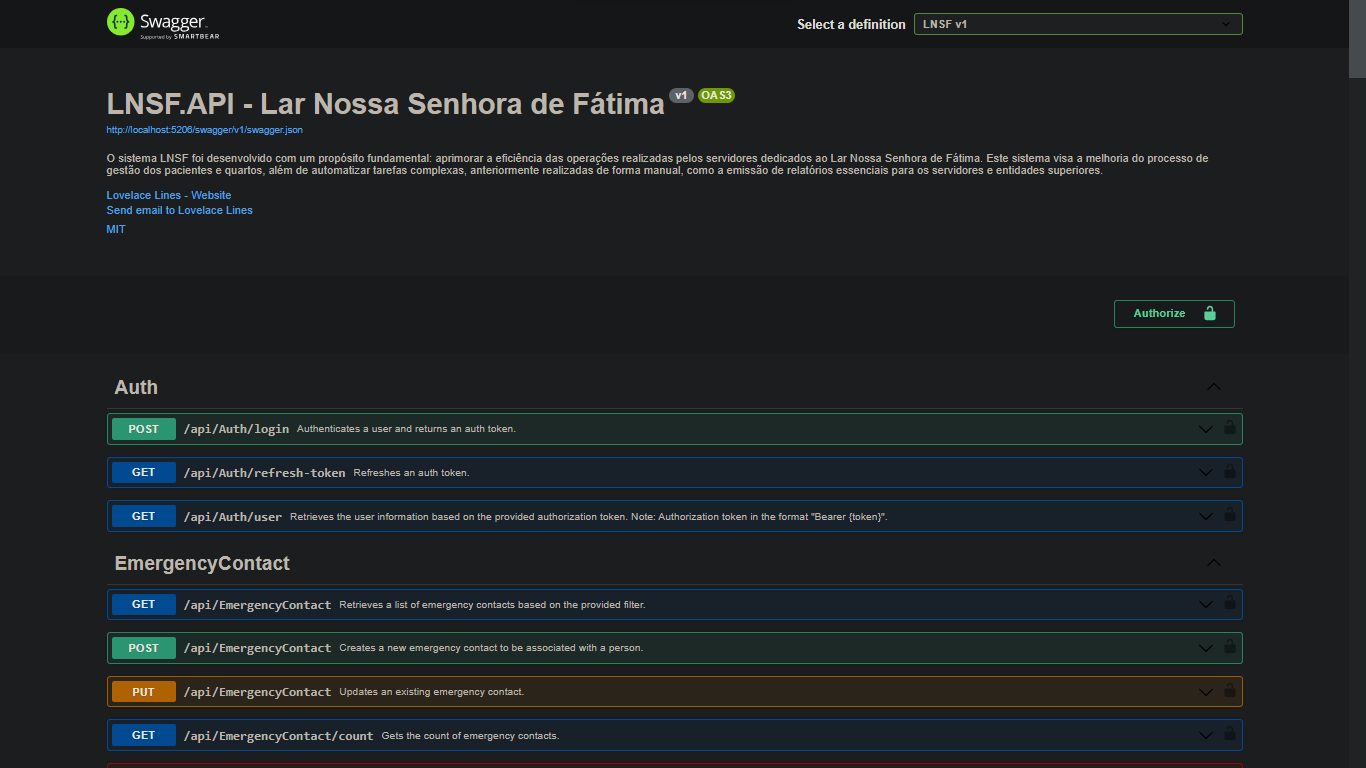 Swagger.
Supported by SMARTBEAR
Select a definition
LNSF v1
LNSF.API - Lar Nossa Senhora de Fátima v1 OAS3
http://localhost:5206/swagger/v1/swagger.json
O sistema LNSF foi desenvolvido com um propósito fundamental: aprimorar a eficiência das operações realizadas pelos servidores dedicados ao Lar Nossa Senhora de Fátima. Este sistema visa a melhoria do processo de
gestão dos pacientes e quartos, além de automatizar tarefas complexas, anteriormente realizadas de forma manual, como a emissão de relatórios essenciais para os servidores e entidades superiores.
Lovelace Lines - Website
Send email to Lovelace Lines
MIT
Authorize
Auth
POST /api/Auth/login Authenticates a user and returns an auth token.
GET /api/Auth/refresh-token Refreshes an auth token.
GET /api/Auth/user Retrieves the user information based on the provided authorization token. Note: Authorization token in the format "Bearer {token}".
EmergencyContact
GET /api/EmergencyContact Retrieves a list of emergency contacts based on the provided filter.
POST /api/EmergencyContact Creates a new emergency contact to be associated with a person.
PUT /api/EmergencyContact Updates an existing emergency contact.
GET /api/EmergencyContact/count Gets the count of emergency contacts.